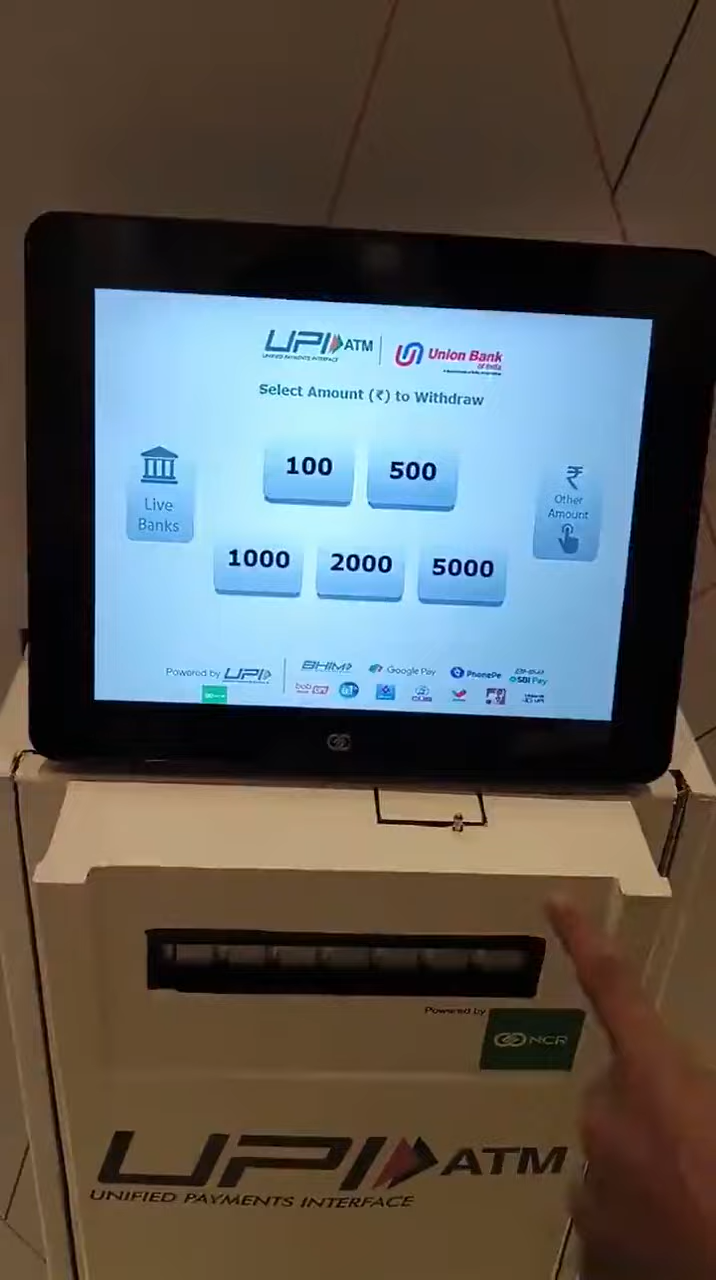 UPI ATM
UNIFIED PAYMENTS INTERFACE
Union Bank
of India
Select Amount (₹) to Withdraw
Live
Banks
100
500
₹
Other
Amount
1000
2000
5000
Powered by UPI
BHIM
Google Pay
PhonePe
SBI Pay
bob
Powered by
NCR
UPI ATM
UNIFIED PAYMENTS INTERFACE